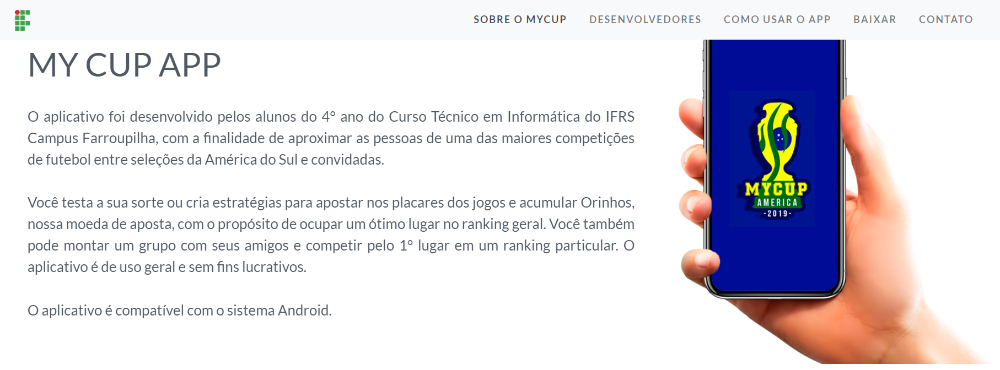 SOBRE O MYCUP DESENVOLVEDORES COMO USAR O APP BAIXAR CONTATO
MY CUP APP
O aplicativo foi desenvolvido pelos alunos do 4° ano do Curso Técnico em Informática do IFRS
Campus Farroupilha, com a finalidade de aproximar as pessoas de uma das maiores competições
de futebol entre seleções da América do Sul e convidadas.
Você testa a sua sorte ou cria estratégias para apostar nos placares dos jogos e acumular Orinhos,
nossa moeda de aposta, com o propósito de ocupar um ótimo lugar no ranking geral. Você também
pode montar um grupo com seus amigos e competir pelo 1° lugar em um ranking particular. O
aplicativo é de uso geral e sem fins lucrativos.
O aplicativo é compatível com o sistema Android.
MYCUP
AMERICA
-2019-